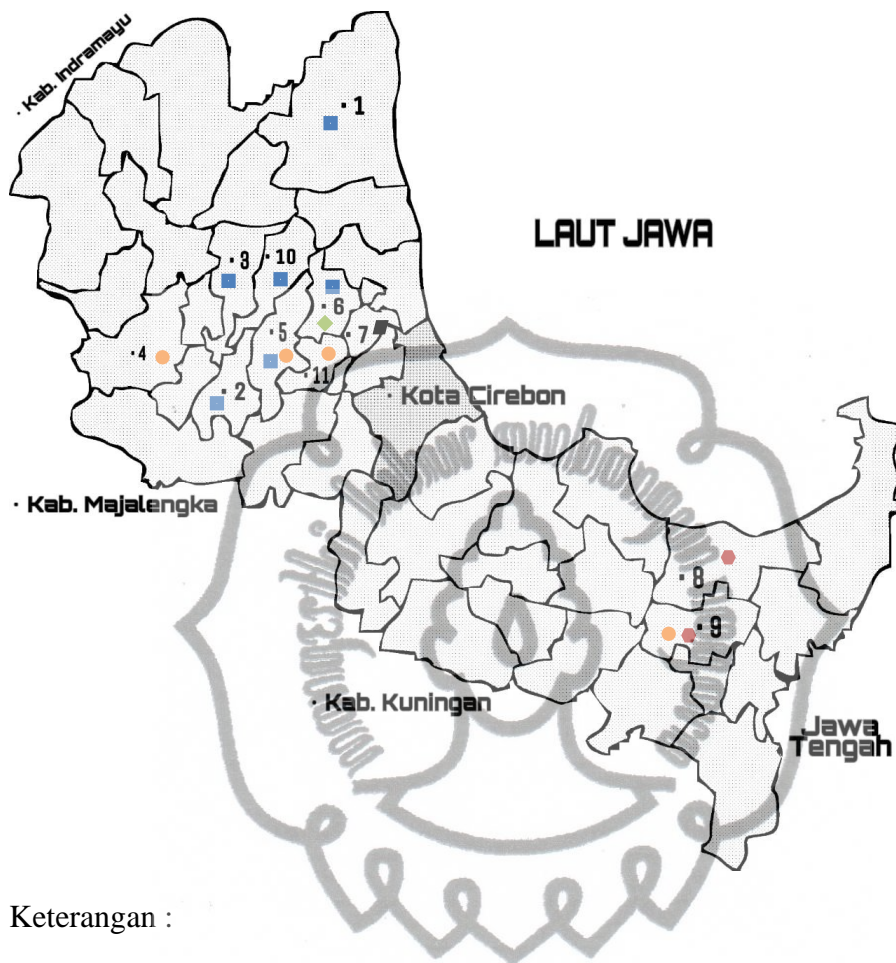 · Kab. Indramayu
· 1
LAUT JAWA
· 3
· 10
· 6
· 5
· 7
· 4
· 11
· 2
· Kota Cirebon
· Kab. Majalengka
· 8
· 9
· Kab. Kuningan
Jawa
Tengah
Keterangan :